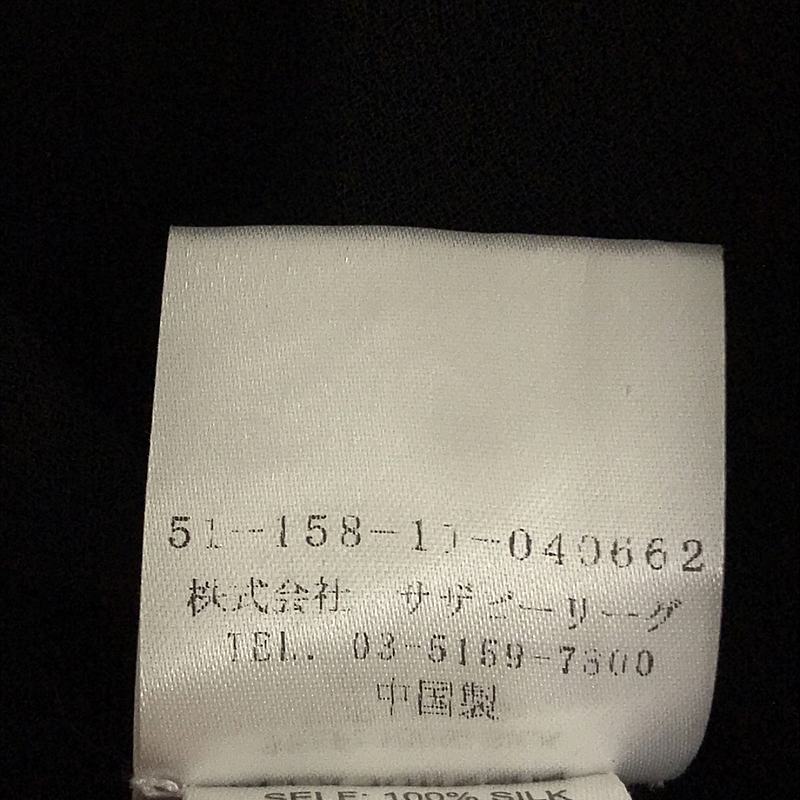 51-158-11-040662
株式会社 サザビーリーグ
TEL. 03-5159-7300
中国製
SELF: 100% SILK